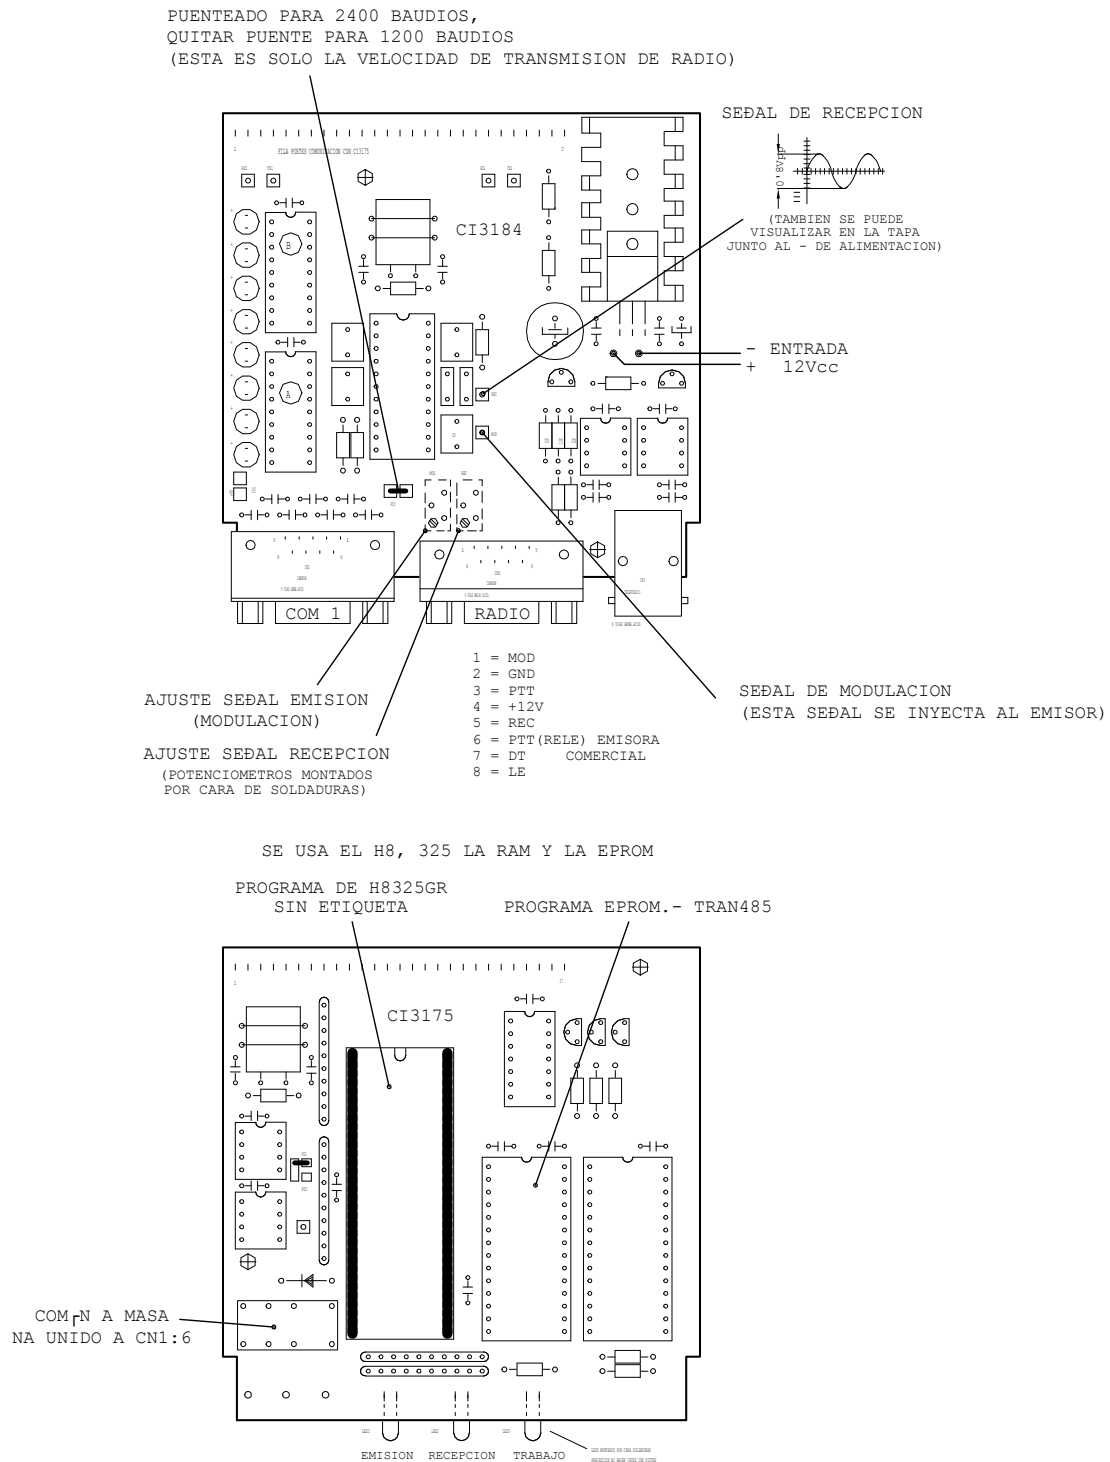 PUENTEADO PARA 2400 BAUDIOS,
QUITAR PUENTE PARA 1200 BAUDIOS
(ESTA ES SOLO LA VELOCIDAD DE TRANSMISION DE RADIO)
SEÐAL DE RECEPCION
0'8Vpp
(TAMBIEN SE PUEDE
VISUALIZAR EN LA TAPA
JUNTO AL - DE ALIMENTACION)
FILA POSTES COMUNICACION CON CI3175
CI3184
B
A
- ENTRADA
+ 12Vcc
COM 1
RADIO
1 = MOD
2 = GND
3 = PTT
4 = +12V
5 = REC
6 = PTT(RELE) EMISORA
7 = DT COMERCIAL
8 = LE
AJUSTE SEÐAL EMISION
(MODULACION)
AJUSTE SEÐAL RECEPCION
(POTENCIOMETROS MONTADOS
POR CARA DE SOLDADURAS)
SEÐAL DE MODULACION
(ESTA SEÐAL SE INYECTA AL EMISOR)
SE USA EL H8, 325 LA RAM Y LA EPROM
PROGRAMA DE H8325GR
SIN ETIQUETA
PROGRAMA EPROM.- TRAN485
CI3175
COM┌N A MASA
NA UNIDO A CN1:6
EMISION RECEPCION TRABAJO